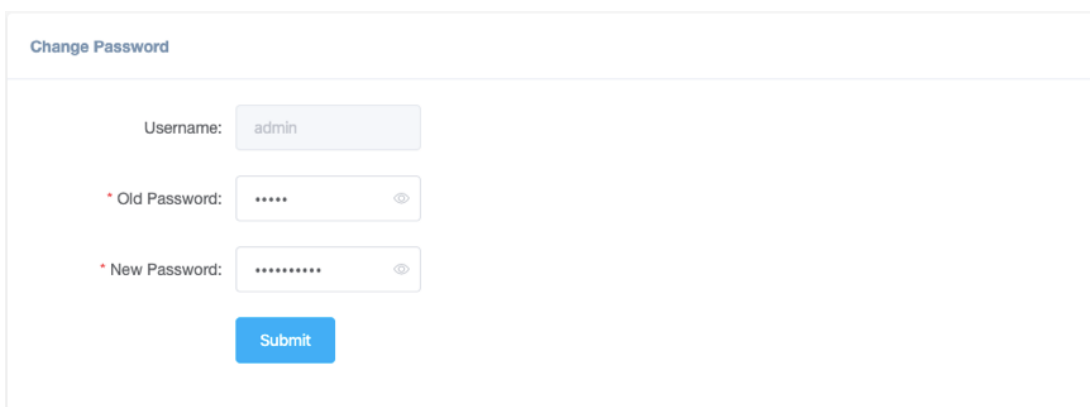 Change Password
Username: admin
* Old Password: •••••
* New Password: ••••••••••
Submit